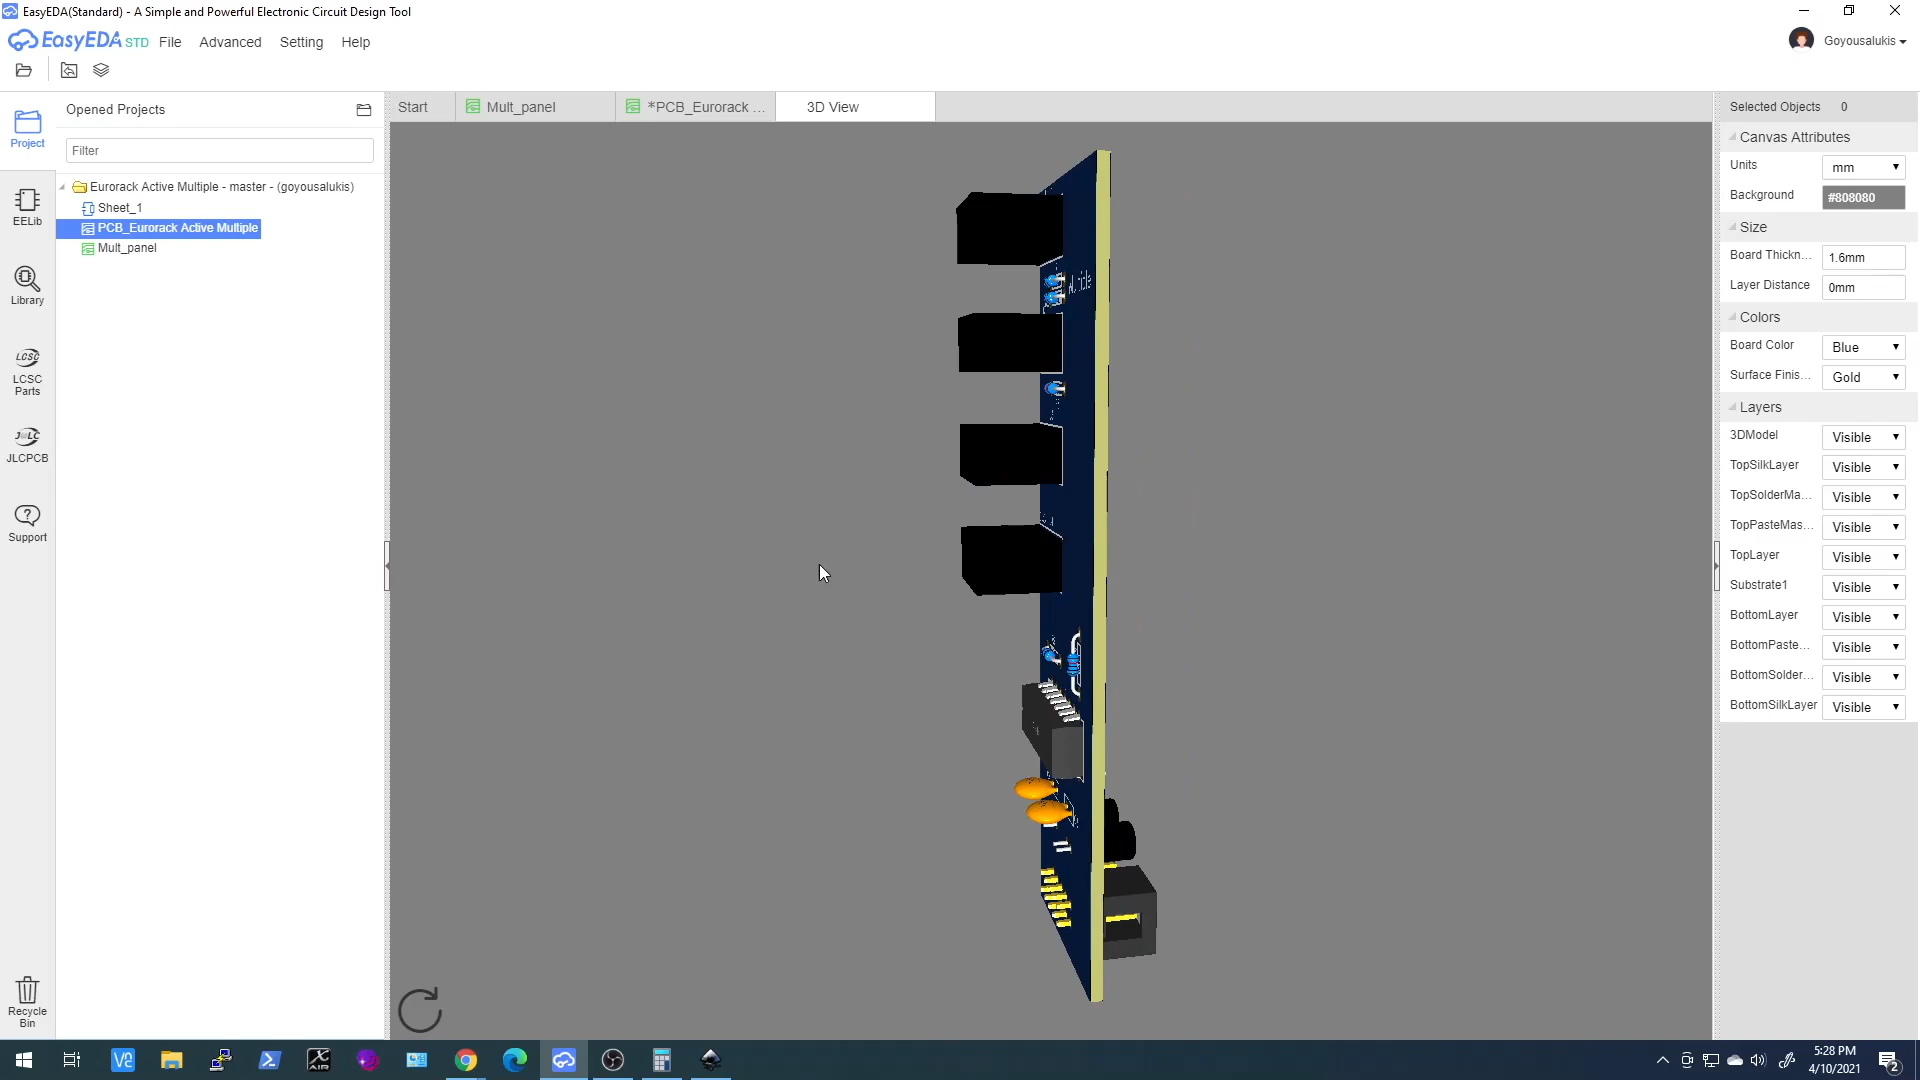 EasyEDA(Standard) - A Simple and Powerful Electronic Circuit Design Tool
EasyEDA STD
File
Advanced
Setting
Help
Goyousalukis
Project
EELib
Library
LCSC
LCSC
Parts
JLCPCB
Support
Recycle
Bin
Opened Projects
Filter
Eurorack Active Multiple - master - (goyousalukis)
Sheet_1
PCB_Eurorack Active Multiple
Mult_panel
Start
Mult_panel
*PCB_Eurorack ...
3D View
Selected Objects 0
Canvas Attributes
Units mm
Background #808080
Size
Board Thickn... 1.6mm
Layer Distance 0mm
Colors
Board Color Blue
Surface Finis... Gold
Layers
3DModel Visible
TopSilkLayer Visible
TopSolderMa... Visible
TopPasteMas... Visible
TopLayer Visible
Substrate1 Visible
BottomLayer Visible
BottomPaste... Visible
BottomSolder... Visible
BottomSilkLayer Visible
X AIR
5:28 PM
4/10/2021
2